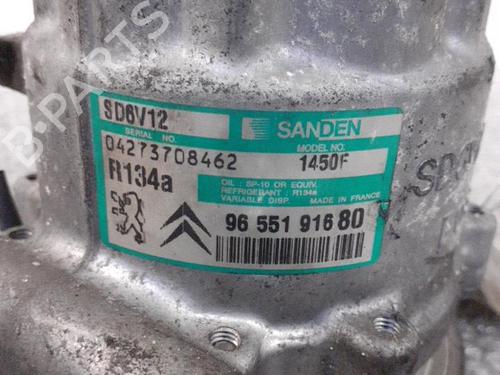 SD6V12
SANDEN
SERIAL NO.
MODEL NO.
04273708462
1450F
R134a
OIL : SP-10 OR EQUIV.
REFRIGERANT : R134a
VARIABLE DISP. MADE IN FRANCE
96 551 916 80
B-PARTS